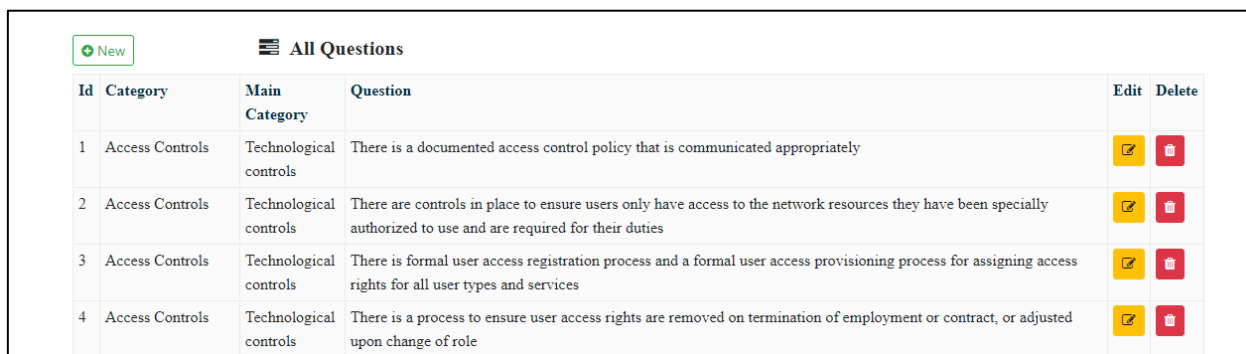 New
All Questions
Id Category Main Category Question Edit Delete
1 Access Controls Technological controls There is a documented access control policy that is communicated appropriately
2 Access Controls Technological controls There are controls in place to ensure users only have access to the network resources they have been specially
authorized to use and are required for their duties
3 Access Controls Technological controls There is formal user access registration process and a formal user access provisioning process for assigning access
rights for all user types and services
4 Access Controls Technological controls There is a process to ensure user access rights are removed on termination of employment or contract, or adjusted
upon change of role